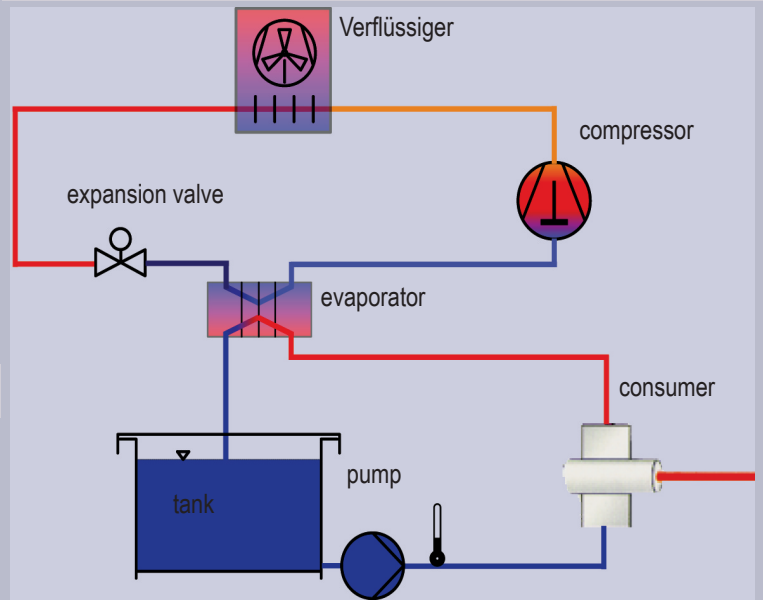 Verflüssiger
compressor
expansion valve
evaporator
consumer
pump
tank